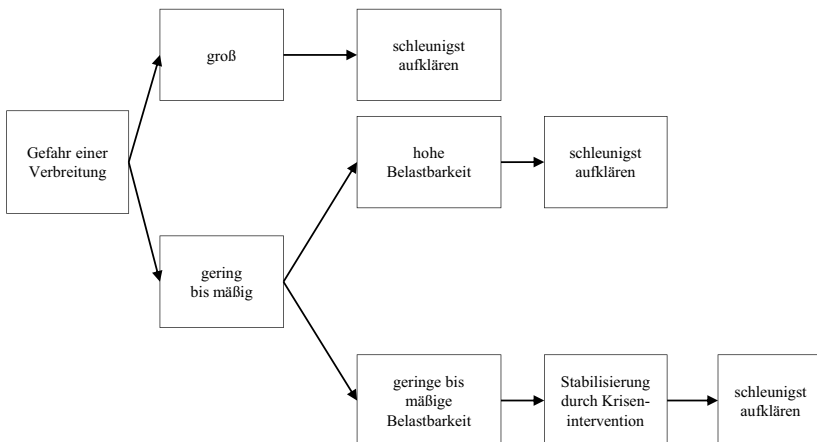 groß
schleunigst
aufklären
Gefahr einer
Verbreitung
hohe
Belastbarkeit
schleunigst
aufklären
gering
bis mäßig
geringe bis
mäßige
Belastbarkeit
Stabilisierung
durch Krisen-
intervention
schleunigst
aufklären